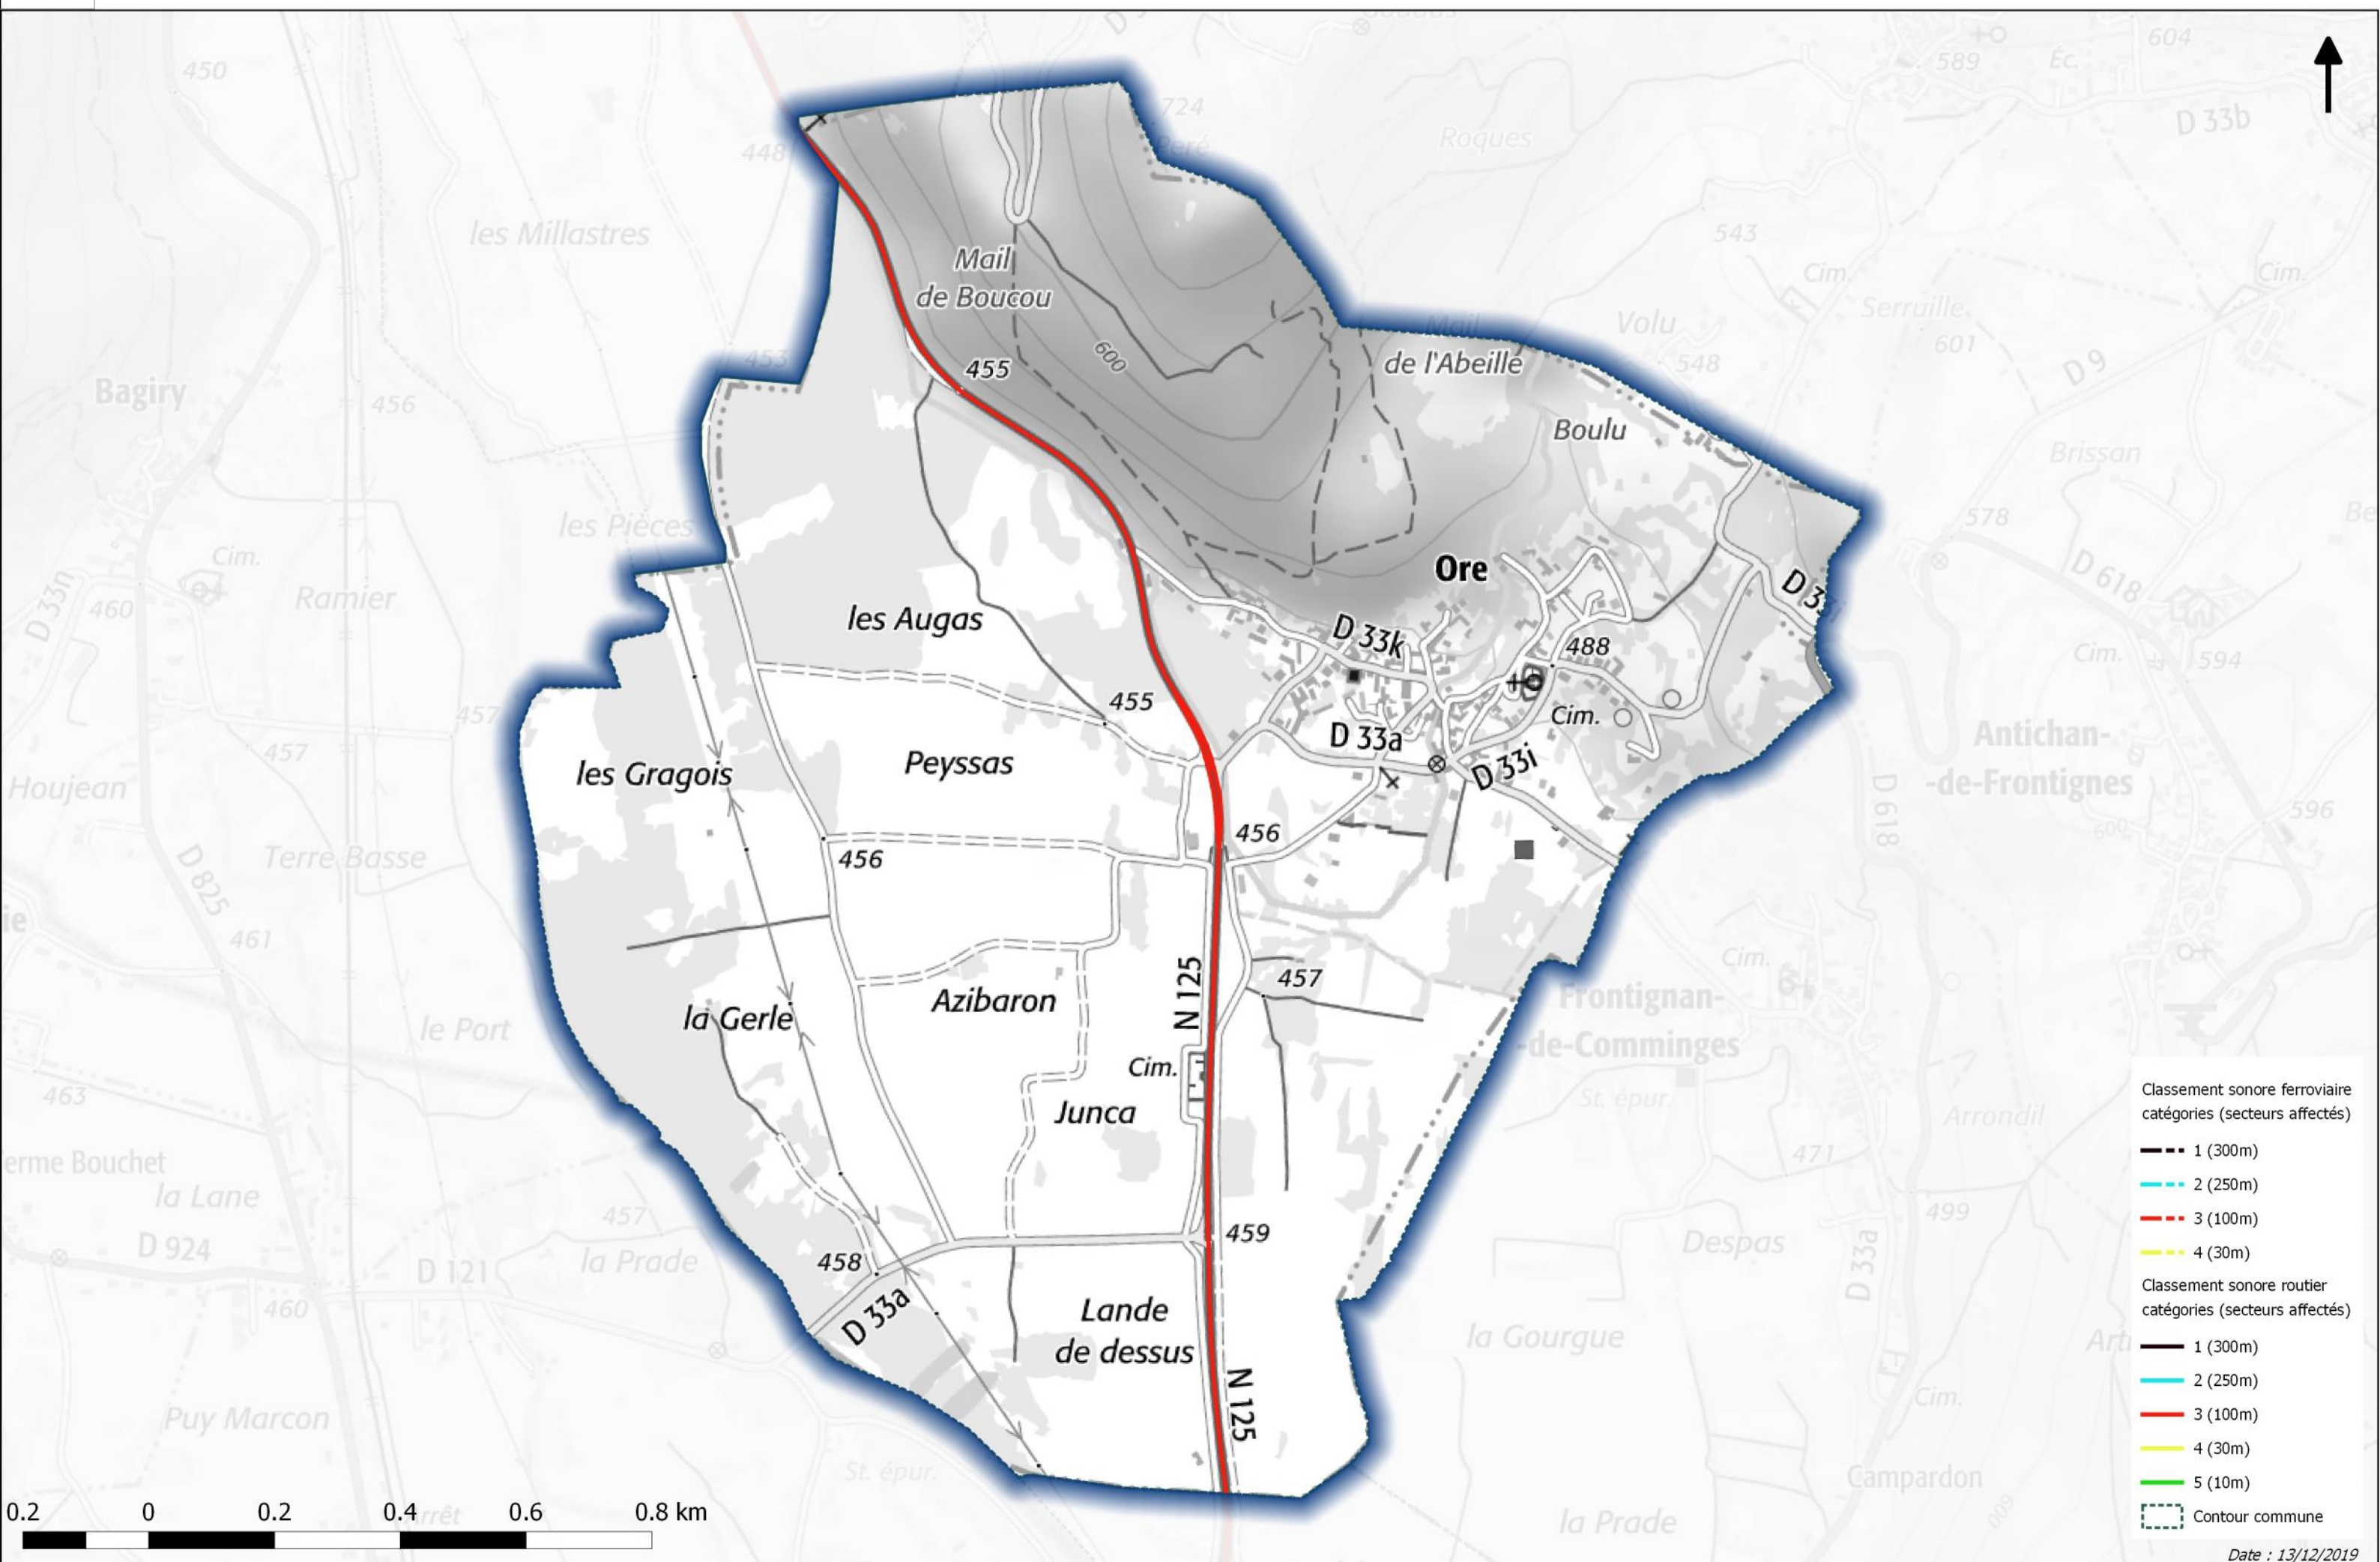 450
589
Éc.
604
D 33b
724
Peré
Roques
448
les Millastres
543
Cim.
Cim.
Mail
de Boucou
Serruille
601
Volu
548
Mail
de l'Abeille
D 9
453
455
600
Bagiry
456
Boulu
Brissan
les Pièces
578
Cim.
Ore
D 618
D 33n
460
Ramier
les Augas
D 33k
488
Cim.
594
457
455
Cim.
457
D 33a
Antichan-
-de-Frontignes
Houjean
les Gragois
Peyssas
D 33i
D 618
596
600
456
Terre Basse
456
D 825
461
Cim.
457
N 125
Azibaron
la Gerle
le Port
Frontignan-
-de-Comminges
Cim.
463
Junca
St. épur.
Arrondil
471
erme Bouchet
la Lane
457
499
D 924
458
459
la Prade
D 121
Despas
D 33a
460
D 33a
Lande
de dessus
la Gourgue
N 125
Puy Marcon
Cim.
St. épur.
Campardon
600
la Prade
Classement sonore ferroviaire
catégories (secteurs affectés)
1 (300m)
2 (250m)
3 (100m)
4 (30m)
Classement sonore routier
catégories (secteurs affectés)
1 (300m)
2 (250m)
3 (100m)
4 (30m)
5 (10m)
Contour commune
0.2 0 0.2 0.4 0.6 0.8 km
Date : 13/12/2019